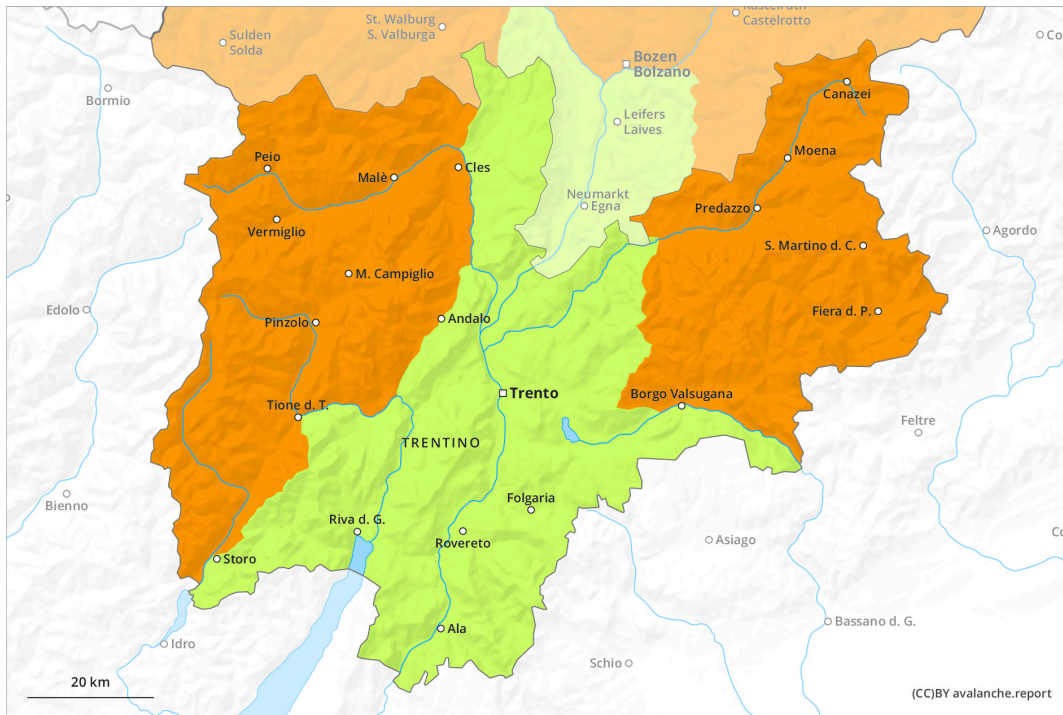 St. Walburg
S. Valburga
Kastelruth
Castelrotto
Sulden
Solda
Bozen
Bolzano
Co
Bormio
Canazei
Leifers
Laives
Moena
Peio
Malè
Cles
Neumarkt
Egna
Predazzo
Vermiglio
Agordo
S. Martino d. C.
M. Campiglio
Edolo
Pinzolo
Andalo
Fiera d. P.
Trento
Borgo Valsugana
Tione d. T.
Feltre
TRENTINO
Bienno
Folgaria
Riva d. G.
Rovereto
Asiago
Co
Storo
Bassano d. G.
Ala
Idro
Schio
20 km
(CC)BY avalanche.report